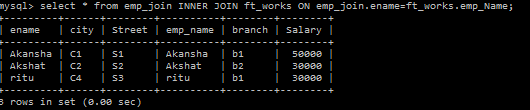 mysql> select * from emp_join INNER JOIN ft_works ON emp_join.ename=ft_works.emp_Name;
+---------+------+--------+----------+--------+--------+
| ename   | city | Street | emp_name | branch | Salary |
+---------+------+--------+----------+--------+--------+
| Akansha | C1   | S1     | Akansha  | b1     |  50000 |
| Akshat  | C2   | S2     | Akshat   | b2     |  30000 |
| ritu    | C4   | S3     | ritu     | b1     |  30000 |
+---------+------+--------+----------+--------+--------+
3 rows in set (0.00 sec)